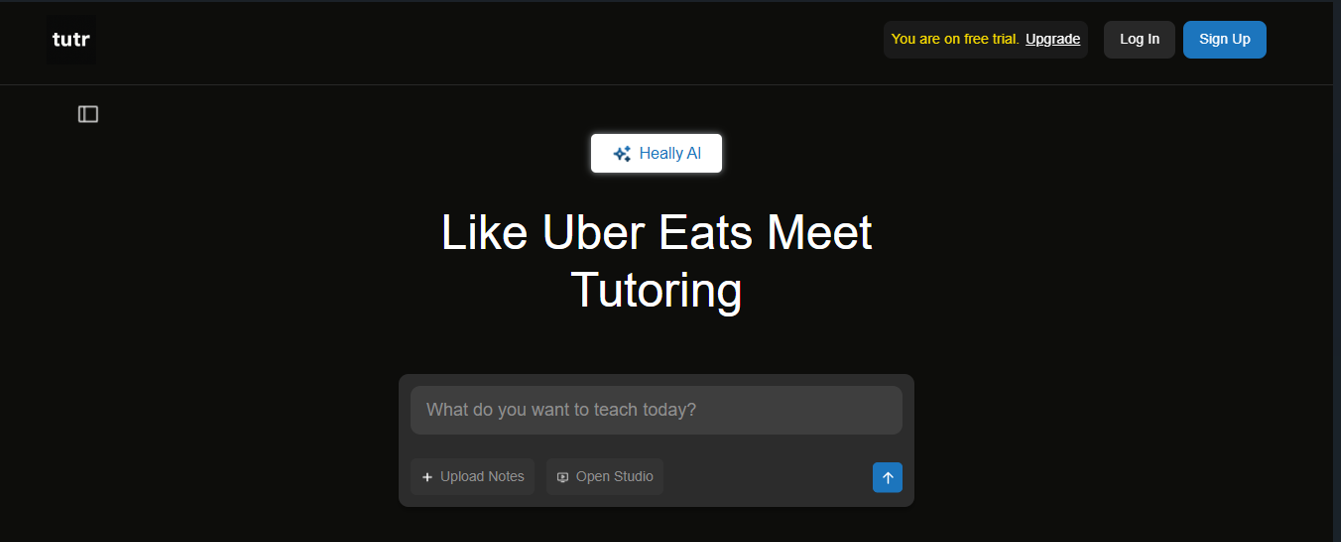 tutr
You are on free trial. Upgrade
Log In
Sign Up
Heally AI
Like Uber Eats Meet
Tutoring
What do you want to teach today?
+ Upload Notes
Open Studio